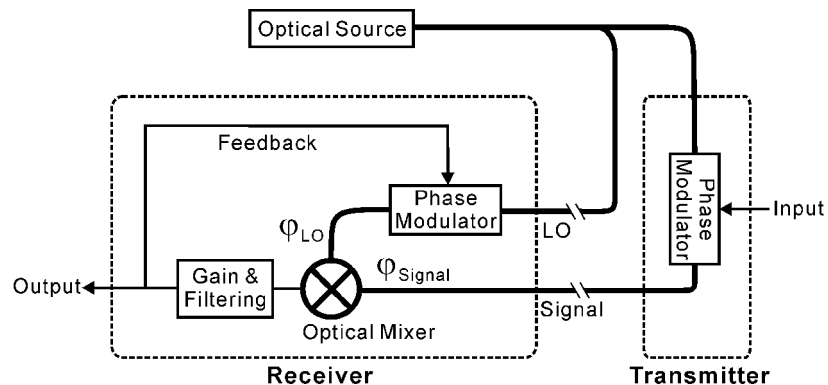 Optical Source
Feedback
Phase
Modulator
Phase
Modulator
Input
LO
φLO
φSignal
Output
Gain &
Filtering
Optical Mixer
Signal
Receiver
Transmitter